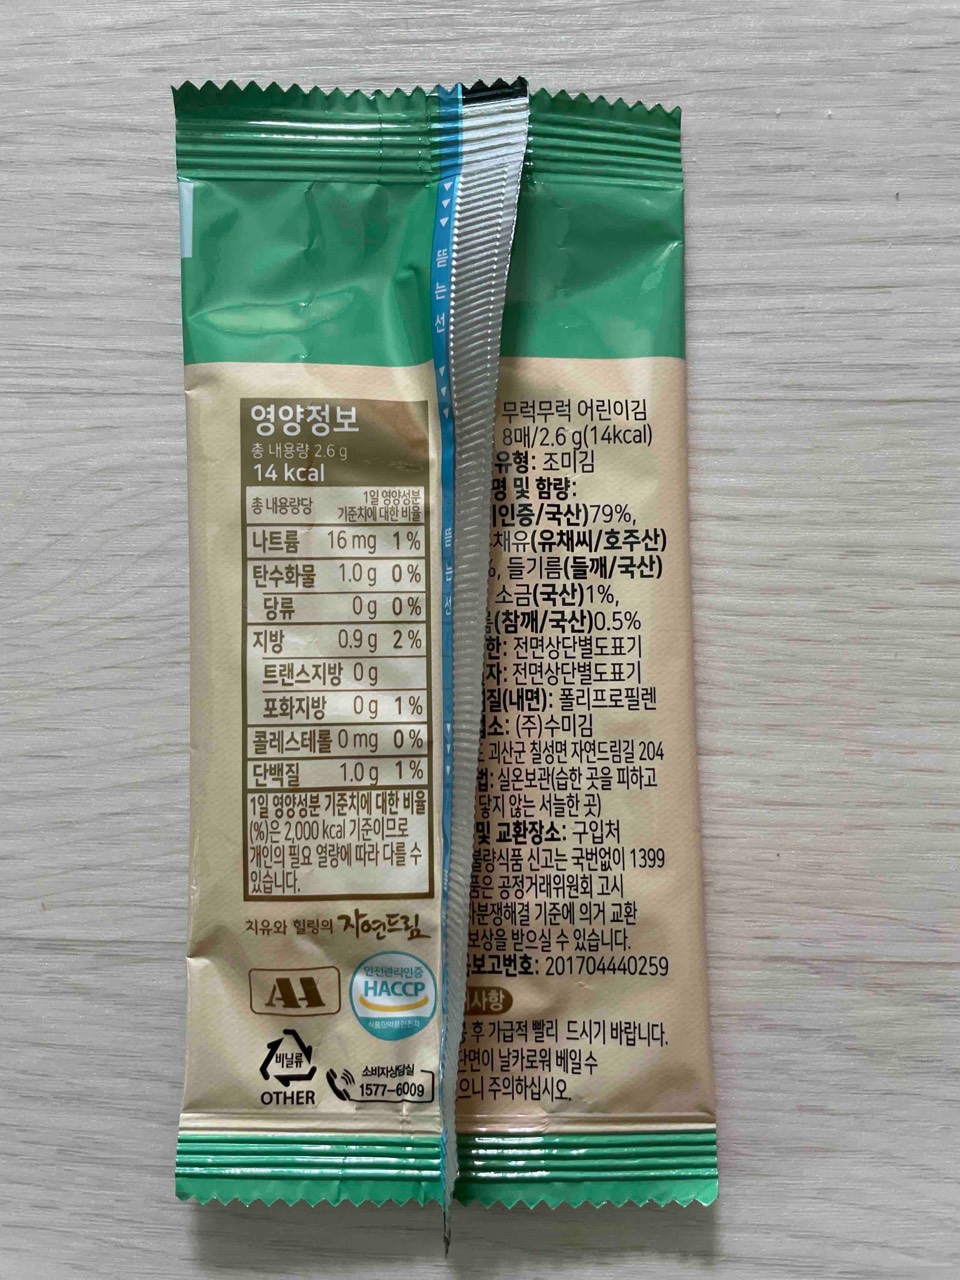 뜯는선
영양정보
총 내용량 2.6 g
14 kcal
총 내용량당
1일 영양성분
기준치에 대한 비율
나트륨 16 mg 1 %
탄수화물 1.0 g 0 %
당류 0 g 0 %
지방 0.9 g 2 %
트랜스지방 0 g
포화지방 0 g 1 %
콜레스테롤 0 mg 0 %
단백질 1.0 g 1 %
1일 영양성분 기준치에 대한 비율
(%)은 2,000 kcal 기준이므로
개인의 필요 열량에 따라 다를 수
있습니다.
치유와 힐링의 자연드림
안전관리인증
HACCP
식품의약품안전처
비닐류
OTHER
소비자상담실
1577-6009
뜯는선
무럭무럭 어린이김
8매/2.6 g(14kcal)
유형: 조미김
명 및 함량:
인증/국산)79%,
채유(유채씨/호주산)
%, 들기름(들깨/국산)
소금(국산)1%,
(참깨/국산)0.5%
한: 전면상단별도표기
자: 전면상단별도표기
질(내면): 폴리프로필렌
소: (주)수미김
괴산군 칠성면 자연드림길 204
법: 실온보관(습한 곳을 피하고
닿지 않는 서늘한 곳)
및 교환장소: 구입처
불량식품 신고는 국번없이 1399
품은 공정거래위원회 고시
분쟁해결 기준에 의거 교환
보상을 받으실 수 있습니다.
보고번호: 201704440259
사항
후 가급적 빨리 드시기 바랍니다.
단면이 날카로워 베일 수
으니 주의하십시오.